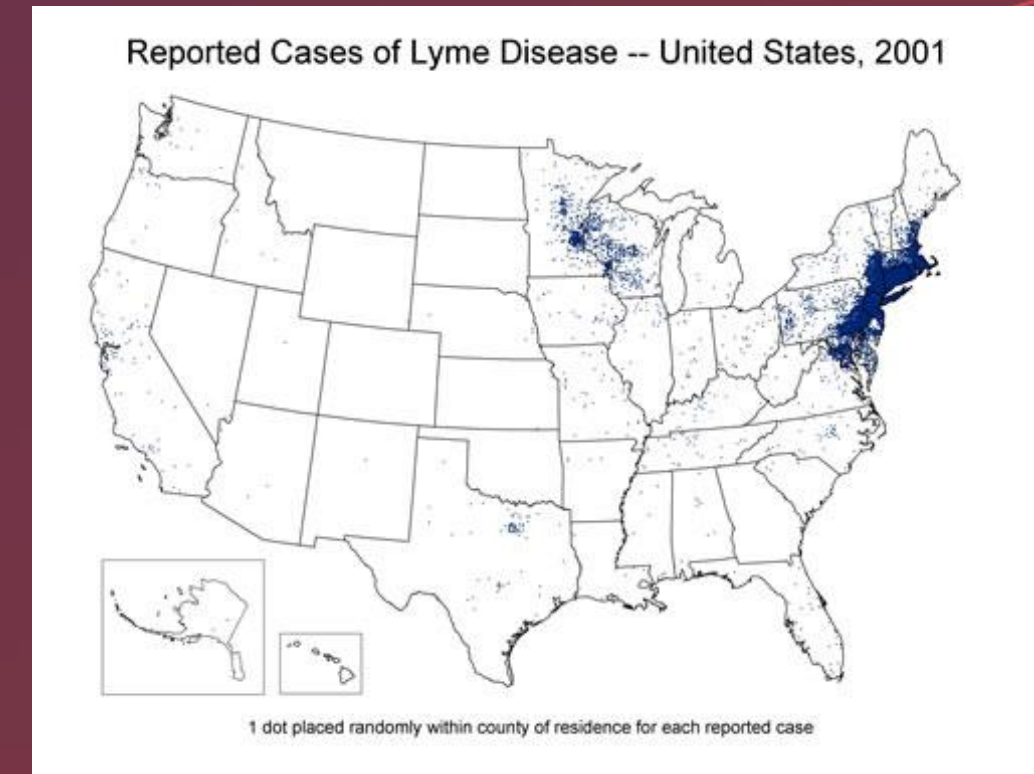 Reported Cases of Lyme Disease -- United States, 2001
1 dot placed randomly within county of residence for each reported case